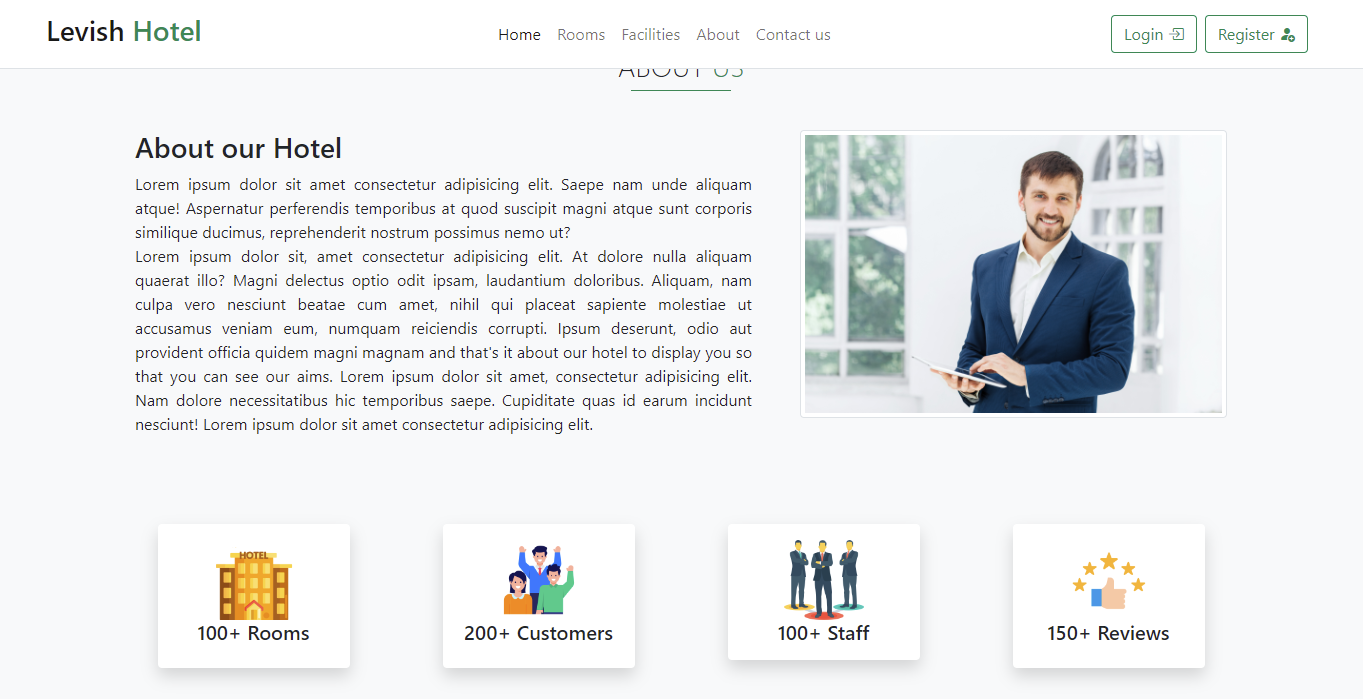 Levish Hotel
Home Rooms Facilities About Contact us
Login
Register
ABOUT US
About our Hotel
Lorem ipsum dolor sit amet consectetur adipisicing elit. Saepe nam unde aliquam
atque! Aspernatur perferendis temporibus at quod suscipit magni atque sunt corporis
similique ducimus, reprehenderit nostrum possimus nemo ut?
Lorem ipsum dolor sit, amet consectetur adipisicing elit. At dolore nulla aliquam
quaerat illo? Magni delectus optio odit ipsam, laudantium doloribus. Aliquam, nam
culpa vero nesciunt beatae cum amet, nihil qui placeat sapiente molestiae ut
accusamus veniam eum, numquam reiciendis corrupti. Ipsum deserunt, odio aut
provident officia quidem magni magnam and that's it about our hotel to display you so
that you can see our aims. Lorem ipsum dolor sit amet, consectetur adipisicing elit.
Nam dolore necessitatibus hic temporibus saepe. Cupiditate quas id earum incidunt
nesciunt! Lorem ipsum dolor sit amet consectetur adipisicing elit.
HOTEL
100+ Rooms
200+ Customers
100+ Staff
150+ Reviews